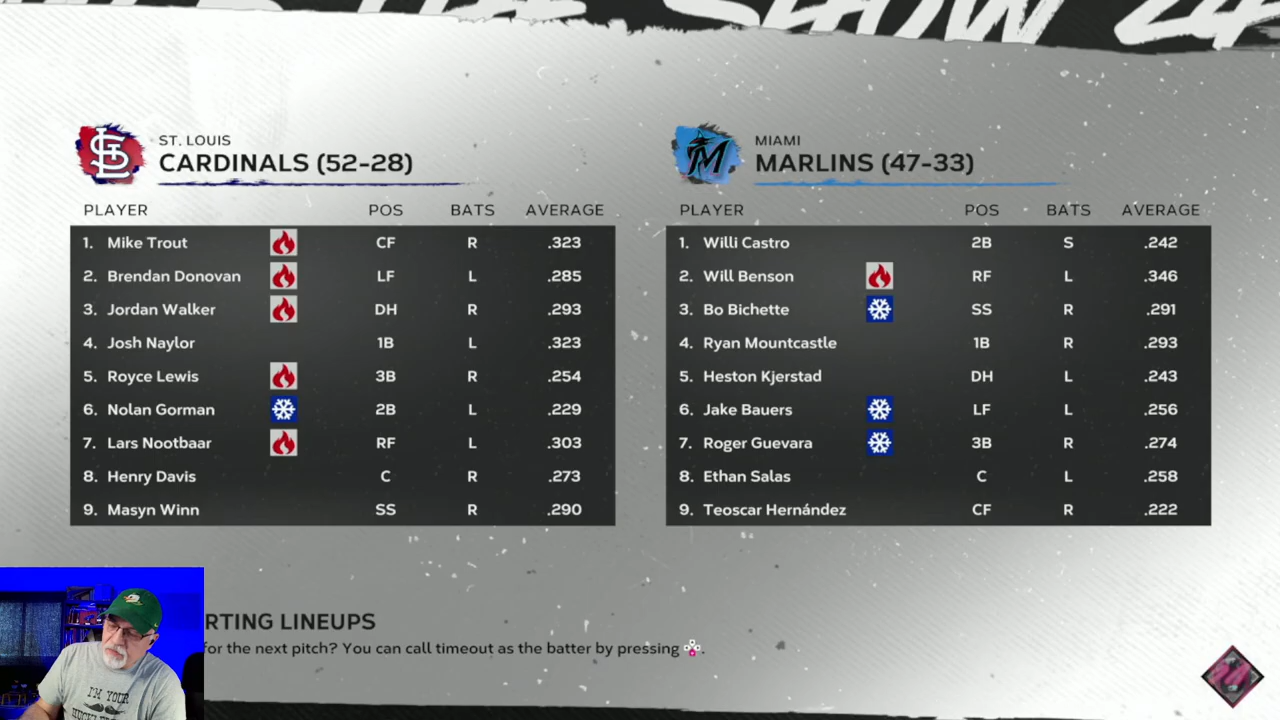 THE SHOW 24
ST. LOUIS
CARDINALS (52-28)
PLAYER POS BATS AVERAGE
1. Mike Trout CF R .323
2. Brendan Donovan LF L .285
3. Jordan Walker DH R .293
4. Josh Naylor 1B L .323
5. Royce Lewis 3B R .254
6. Nolan Gorman 2B L .229
7. Lars Nootbaar RF L .303
8. Henry Davis C R .273
9. Masyn Winn SS R .290
MIAMI
MARLINS (47-33)
PLAYER POS BATS AVERAGE
1. Willi Castro 2B S .242
2. Will Benson RF L .346
3. Bo Bichette SS R .291
4. Ryan Mountcastle 1B R .293
5. Heston Kjerstad DH L .243
6. Jake Bauers LF L .256
7. Roger Guevara 3B R .274
8. Ethan Salas C L .258
9. Teoscar Hernández CF R .222
RTING LINEUPS
for the next pitch? You can call timeout as the batter by pressing .
I'M YOUR